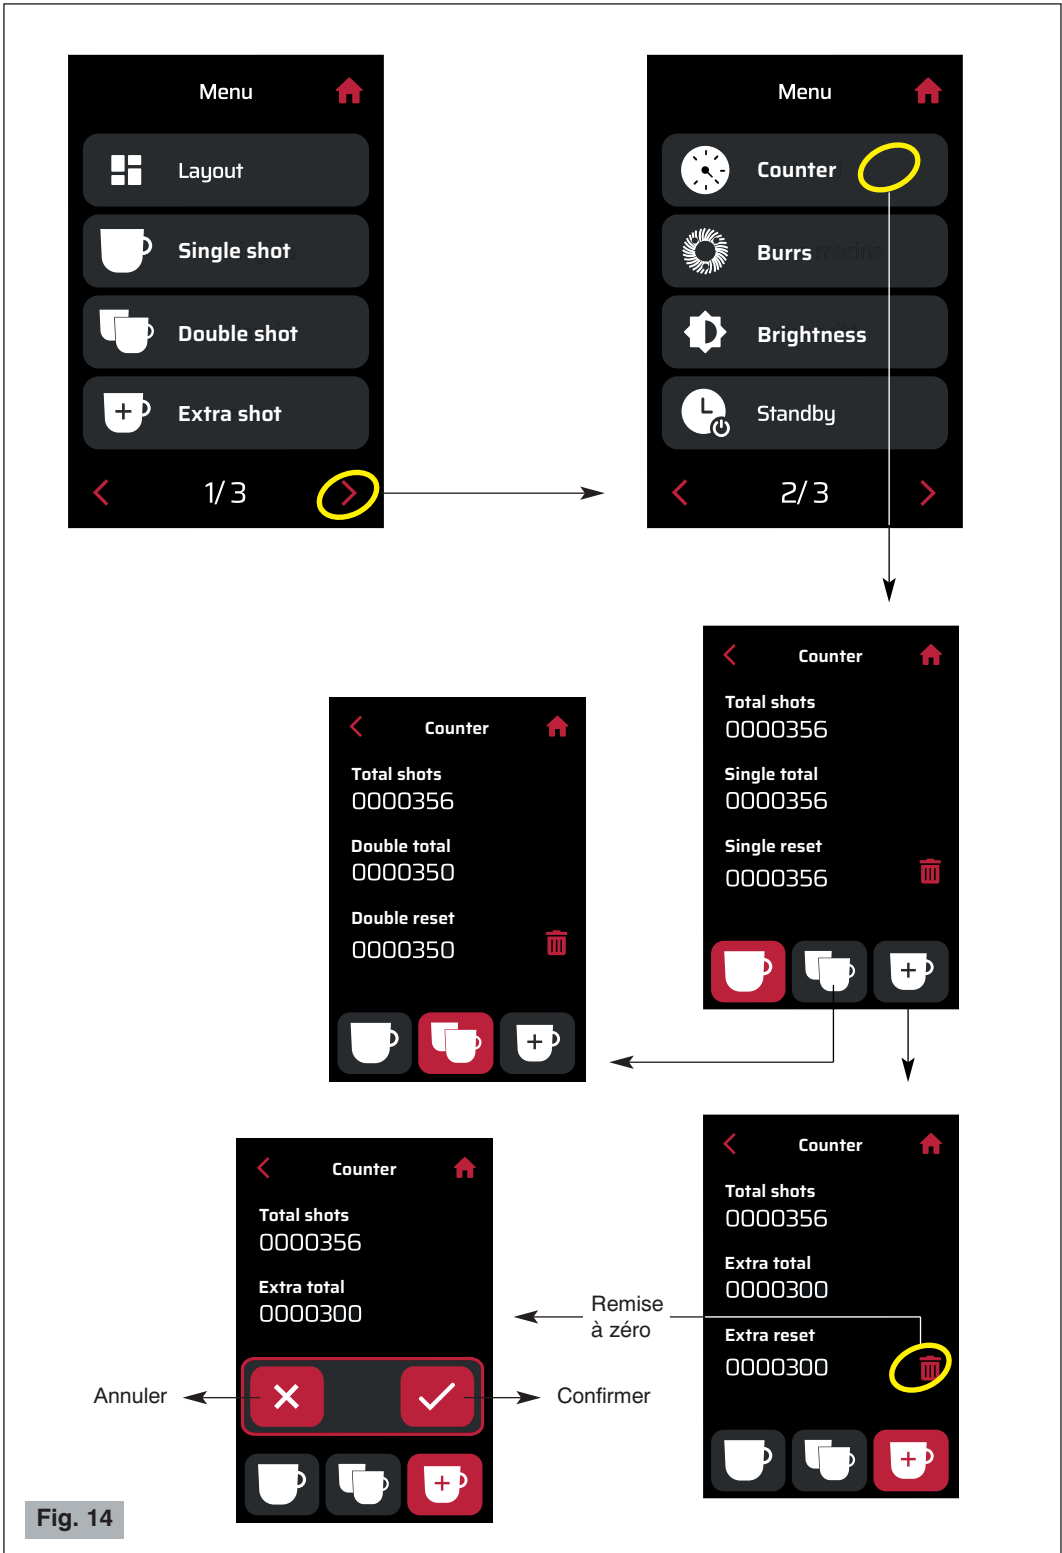 Menu
Layout
Single shot
Double shot
Extra shot
1/3
Menu
Counter
Burrs
Brightness
Standby
2/3
Counter
Total shots
0000356
Single total
0000356
Single reset
0000356
Counter
Total shots
0000356
Double total
0000350
Double reset
0000350
Counter
Total shots
0000356
Extra total
0000300
Extra reset
0000300
Remise
à zéro
Counter
Total shots
0000356
Extra total
0000300
Annuler
Confirmer
Fig. 14